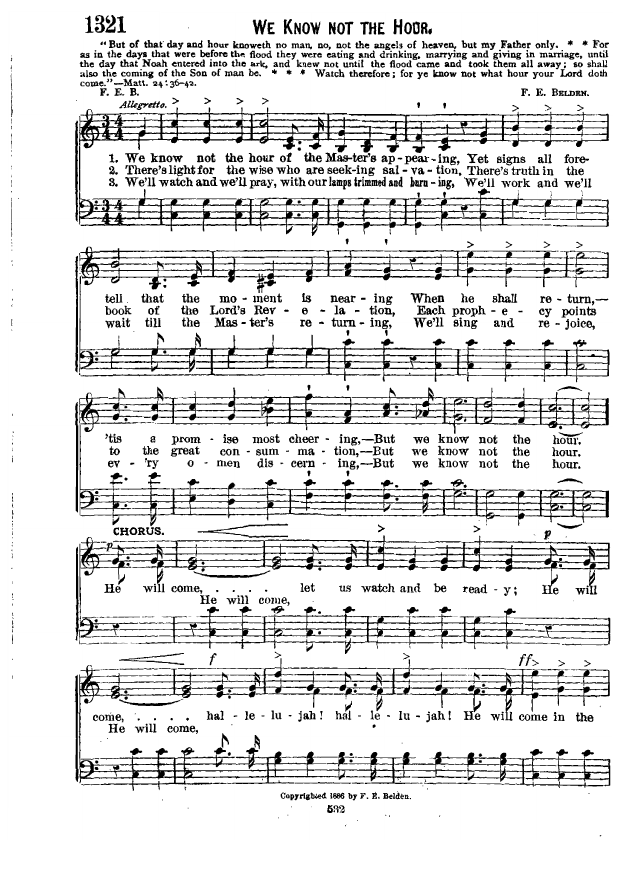 1321 WE KNOW NOT THE HOUR.
"But of that day and hour knoweth no man, no, not the angels of heaven, but my Father only. * * For
as in the days that were before the flood they were eating and drinking, marrying and giving in marriage, until
the day that Noah entered into the ark, and knew not until the flood came and took them all away; so shall
also the coming of the Son of man be. * * * Watch therefore; for ye know not what hour your Lord doth
come."—Matt. 24:36-42.
F. E. B. F. E. BELDEN.
Allegretto.
1. We know not the hour of the Mas-ter's ap-pear-ing, Yet signs all fore-
2. There's light for the wise who are seek-ing sal-va-tion, There's truth in the
3. We'll watch and we'll pray, with our lamps trimmed and burn-ing, We'll work and we'll
tell that the mo-ment is near-ing When he shall re-turn,—
book of the Lord's Rev-e-la-tion, Each proph-e-cy points
wait till the Mas-ter's re-turn-ing, We'll sing and re-joice,
'tis a prom-ise most cheer-ing,—But we know not the hour.
to the great con-sum-ma-tion,—But we know not the hour.
ev-'ry o-men dis-cern-ing,—But we know not the hour.
CHORUS.
p p
He will come, . . . . let us watch and be read-y; He will
He will come,
f ff
come, . . . . hal-le-lu-jah! hal-le-lu-jah! He will come in the
He will come,
Copyrighted 1886 by F. E. Belden.
532